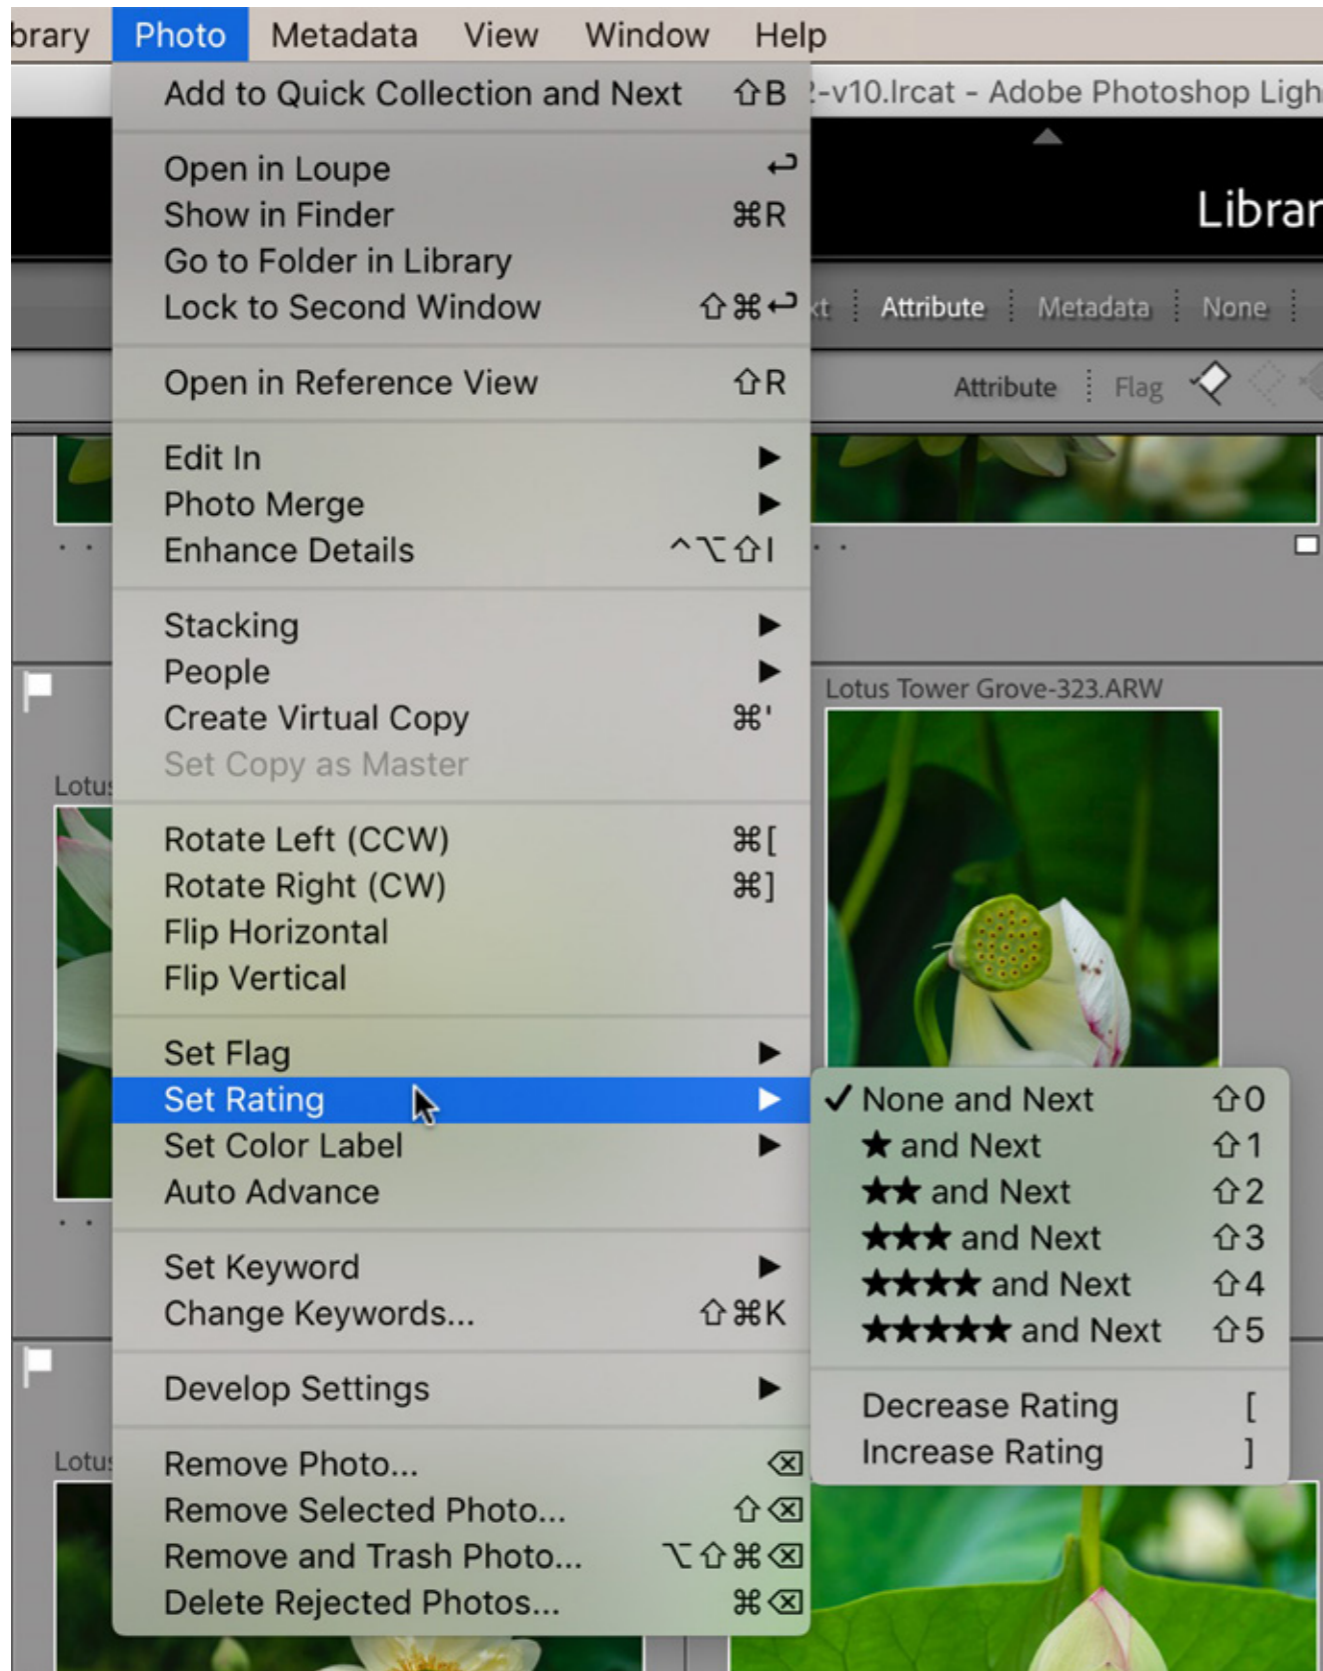 brary Photo Metadata View Window Help
Add to Quick Collection and Next ⇧B
2-v10.lrcat - Adobe Photoshop Ligh
Open in Loupe ↩
Show in Finder ⌘R
Go to Folder in Library
Lock to Second Window ⇧⌘↩
Librar
xt Attribute Metadata None
Open in Reference View ⇧R
Attribute Flag
Edit In ▶
Photo Merge ▶
Enhance Details ^⌥⇧I
Stacking ▶
People ▶
Create Virtual Copy ⌘'
Set Copy as Master
Lotus Tower Grove-323.ARW
Lotus
Rotate Left (CCW) ⌘[
Rotate Right (CW) ⌘]
Flip Horizontal
Flip Vertical
Set Flag ▶
Set Rating ▶
Set Color Label ▶
Auto Advance
✓ None and Next ⇧0
★ and Next ⇧1
★★ and Next ⇧2
★★★ and Next ⇧3
★★★★ and Next ⇧4
★★★★★ and Next ⇧5
Decrease Rating [
Increase Rating ]
Set Keyword ▶
Change Keywords... ⇧⌘K
Develop Settings ▶
Lotus
Remove Photo... ⌫
Remove Selected Photo... ⇧⌫
Remove and Trash Photo... ⌥⇧⌘⌫
Delete Rejected Photos... ⌘⌫